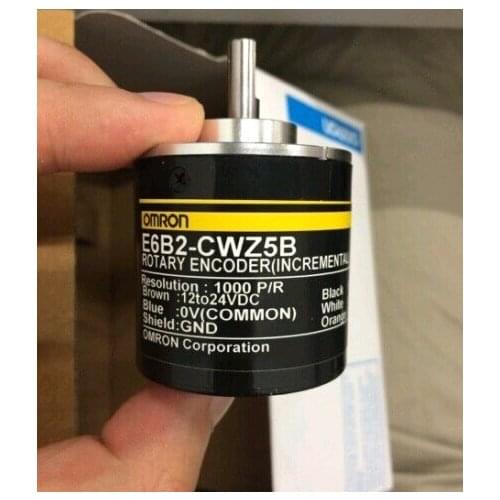 OMRON
E6B2-CWZ5B
ROTARY ENCODER(INCREMENTAL
Resolution : 1000 P/R
Brown :12to24VDC
Blue :0V(COMMON)
Shield:GND
Black
White
Orange
OMRON Corporation
OMRON